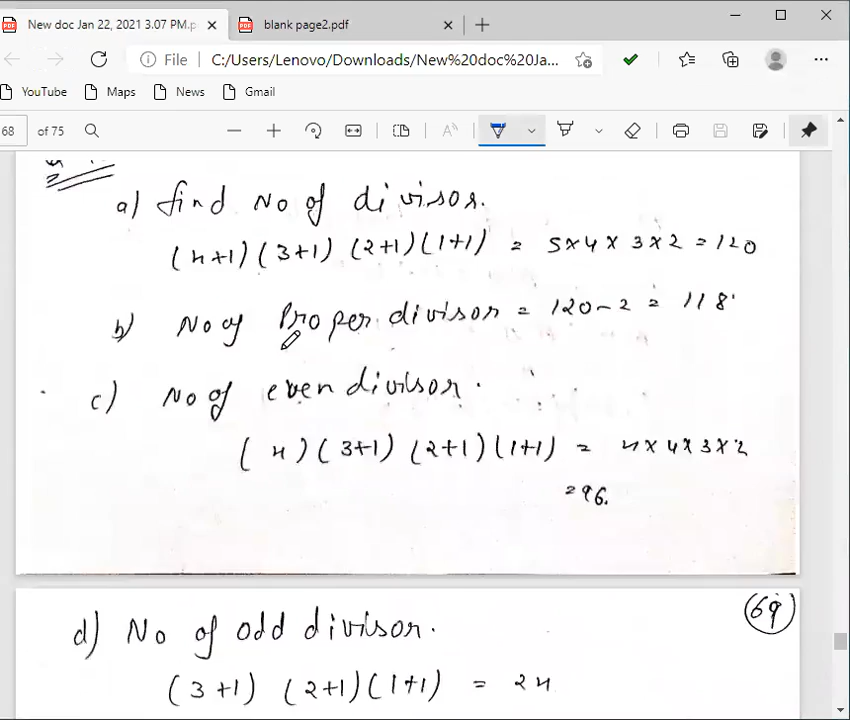 New doc Jan 22, 2021 3.07 PM.p
blank page2.pdf
File C:/Users/Lenovo/Downloads/New%20doc%20Ja...
YouTube Maps News Gmail
68 of 75
a) find No of divisor.
(4+1)(3+1)(2+1)(1+1) = 5×4×3×2=120
b) No of Proper divisor = 120-2 = 118
c) No of even divisor.
(4)(3+1)(2+1)(1+1) = 4×4×3×2
=96.
69
d) No of odd divisor.
(3+1)(2+1)(1+1) = 24